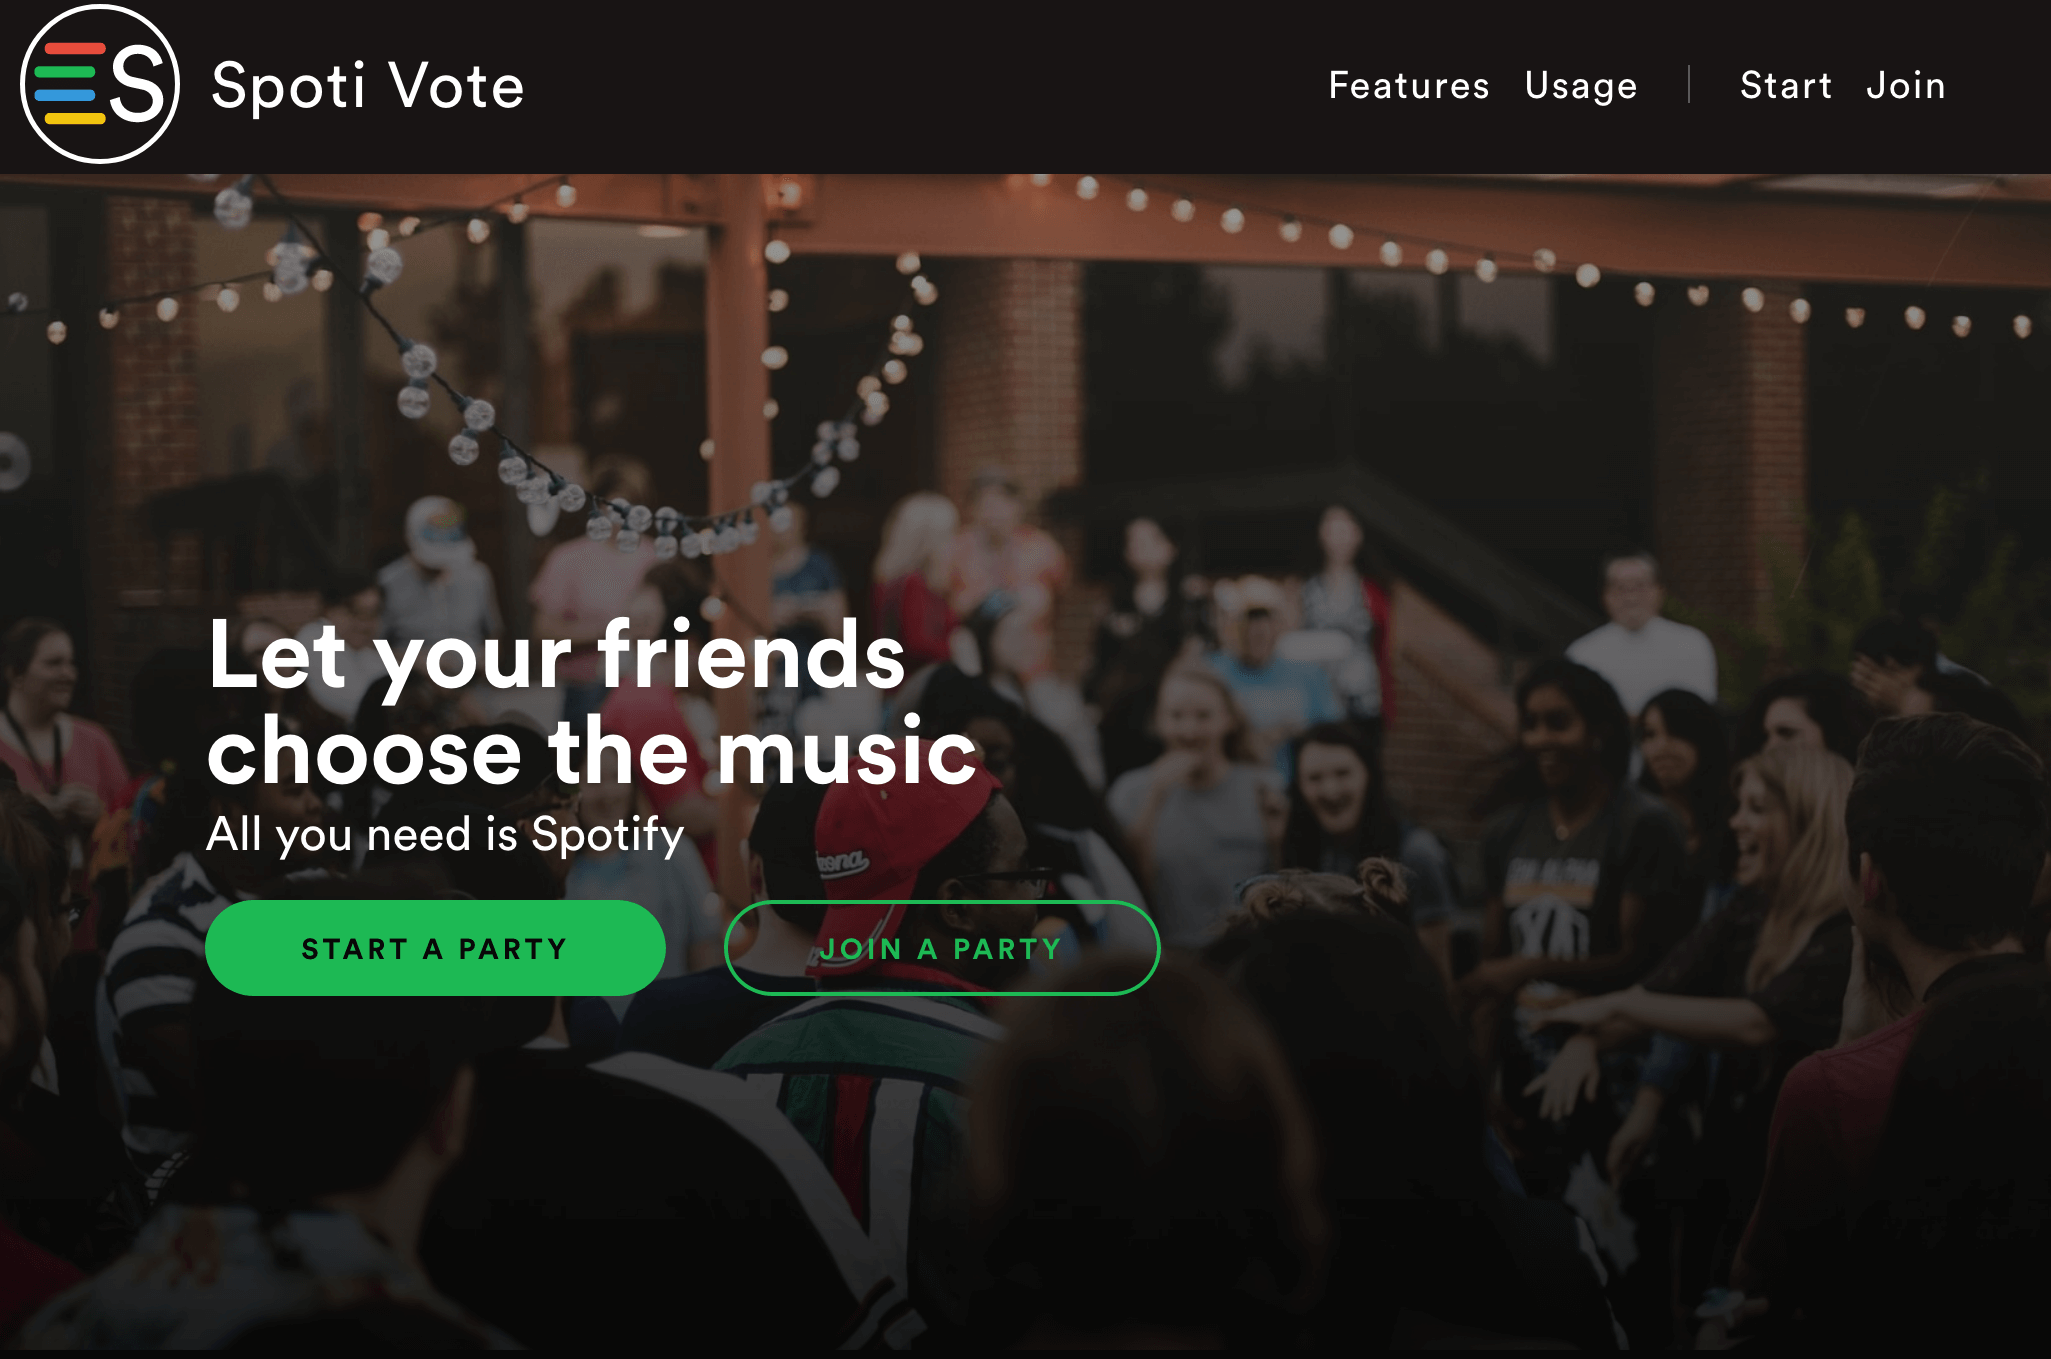 S
Spoti Vote
Features Usage Start Join
Let your friends
choose the music
All you need is Spotify
START A PARTY
JOIN A PARTY